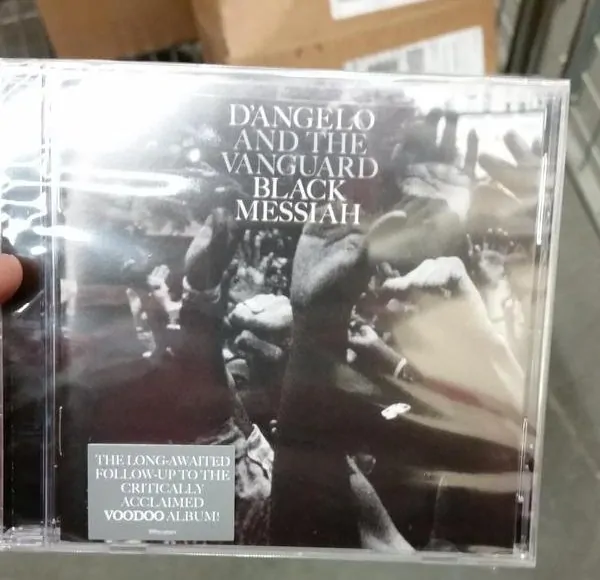 D'ANGELO
AND THE
VANGUARD
BLACK
MESSIAH
THE LONG-AWAITED
FOLLOW-UP TO THE
CRITICALLY
ACCLAIMED
VOODOO ALBUM!